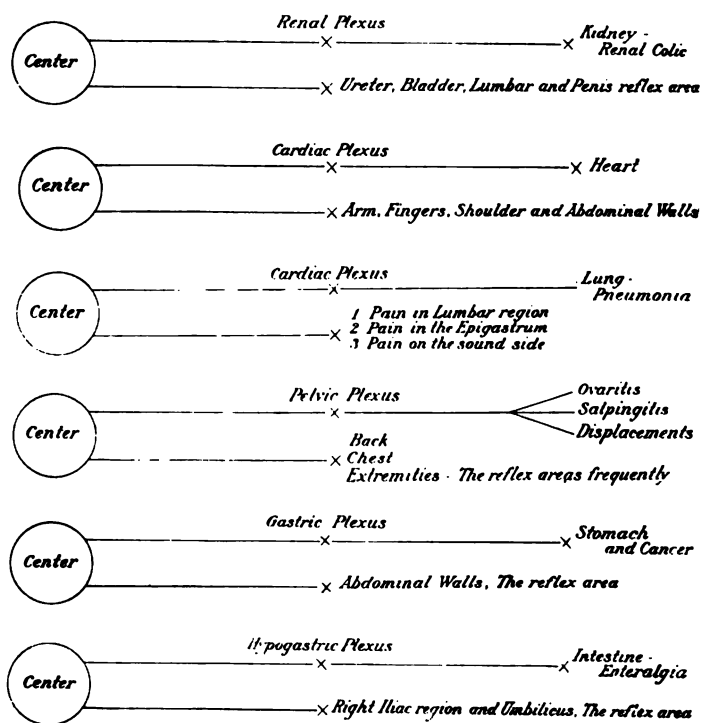 Renal Plexus
Kidney -
Renal Colic
Center
Ureter, Bladder, Lumbar and Penis reflex area
Cardiac Plexus
Heart
Center
Arm, Fingers, Shoulder and Abdominal Walls
Cardiac Plexus
Lung -
Pneumonia
Center
1 Pain in Lumbar region
2 Pain in the Epigastrum
3 Pain on the sound side
Pelvic Plexus
Ovaritis
Salpingitis
Displacements
Center
Back
Chest
Extremities - The reflex areas frequently
Gastric Plexus
Stomach
and Cancer
Center
Abdominal Walls, The reflex area
Hypogastric Plexus
Intestine -
Enteralgia
Center
Right Iliac region and Umbilicus, The reflex area